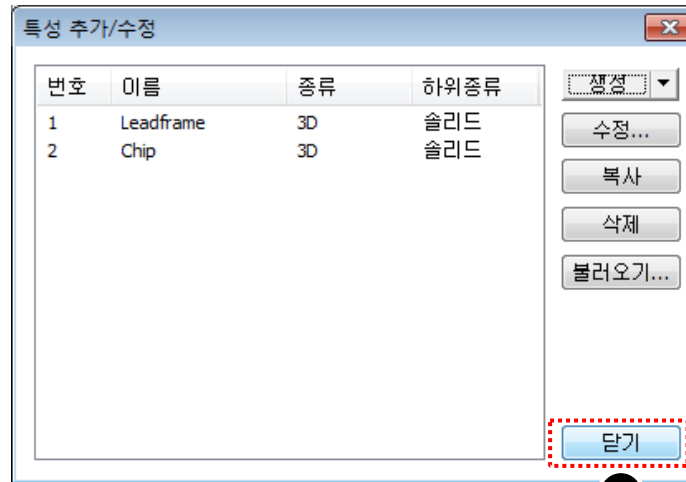 특성 추가/수정
번호 이름 종류 하위종류
1 Leadframe 3D 솔리드
2 Chip 3D 솔리드
생성
수정...
복사
삭제
불러오기...
닫기